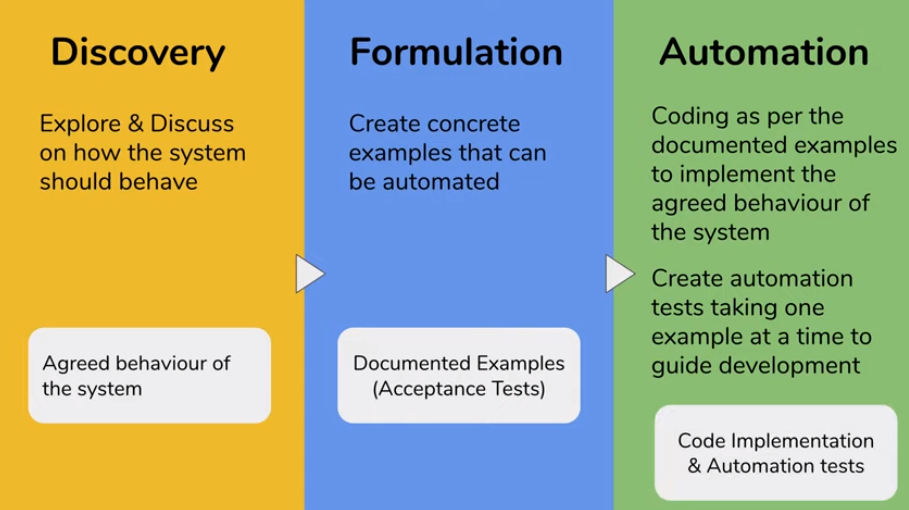 Discovery
Explore & Discuss
on how the system
should behave
Agreed behaviour of
the system
Formulation
Create concrete
examples that can
be automated
Documented Examples
(Acceptance Tests)
Automation
Coding as per the
documented examples
to implement the
agreed behaviour of
the system
Create automation
tests taking one
example at a time to
guide development
Code Implementation
& Automation tests